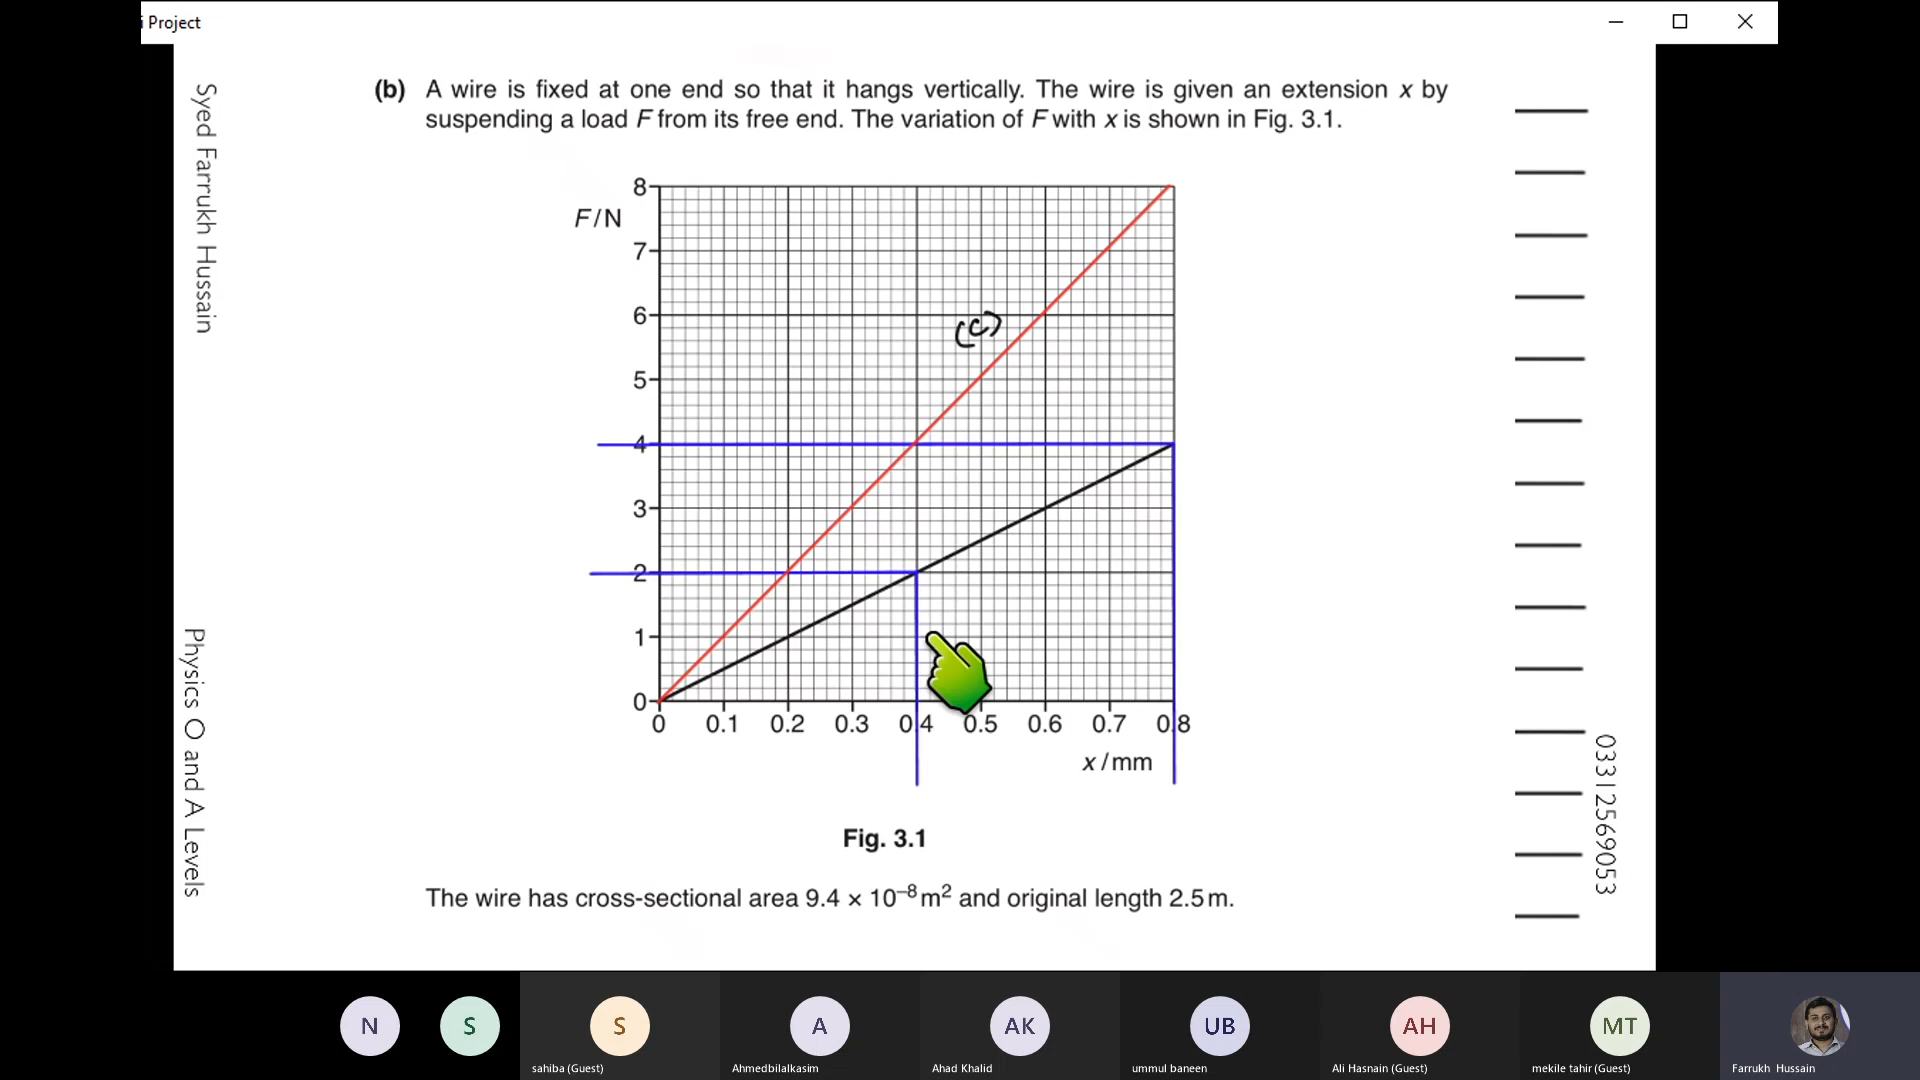 i Project
Syed Farrukh Hussain
Physics O and A Levels
(b) A wire is fixed at one end so that it hangs vertically. The wire is given an extension x by
suspending a load F from its free end. The variation of F with x is shown in Fig. 3.1.
8
F/N
7
6
(c)
5
4
3
2
1
0
0 0.1 0.2 0.3 0.4 0.5 0.6 0.7 0.8
x/mm
Fig. 3.1
The wire has cross-sectional area 9.4 × 10⁻⁸ m² and original length 2.5 m.
03312569053
N S S A AK UB AH MT
sahiba (Guest) Ahmedbilalkasim Ahad Khalid ummul baneen Ali Hasnain (Guest) mekile tahir (Guest) Farrukh Hussain